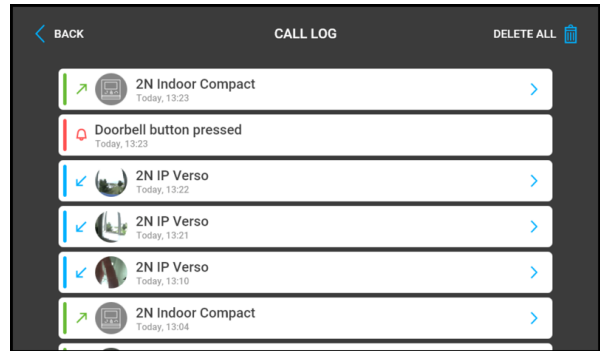 BACK
CALL LOG
DELETE ALL
2N Indoor Compact
Today, 13:23
Doorbell button pressed
Today, 13:23
2N IP Verso
Today, 13:22
2N IP Verso
Today, 13:21
2N IP Verso
Today, 13:10
2N Indoor Compact
Today, 13:04